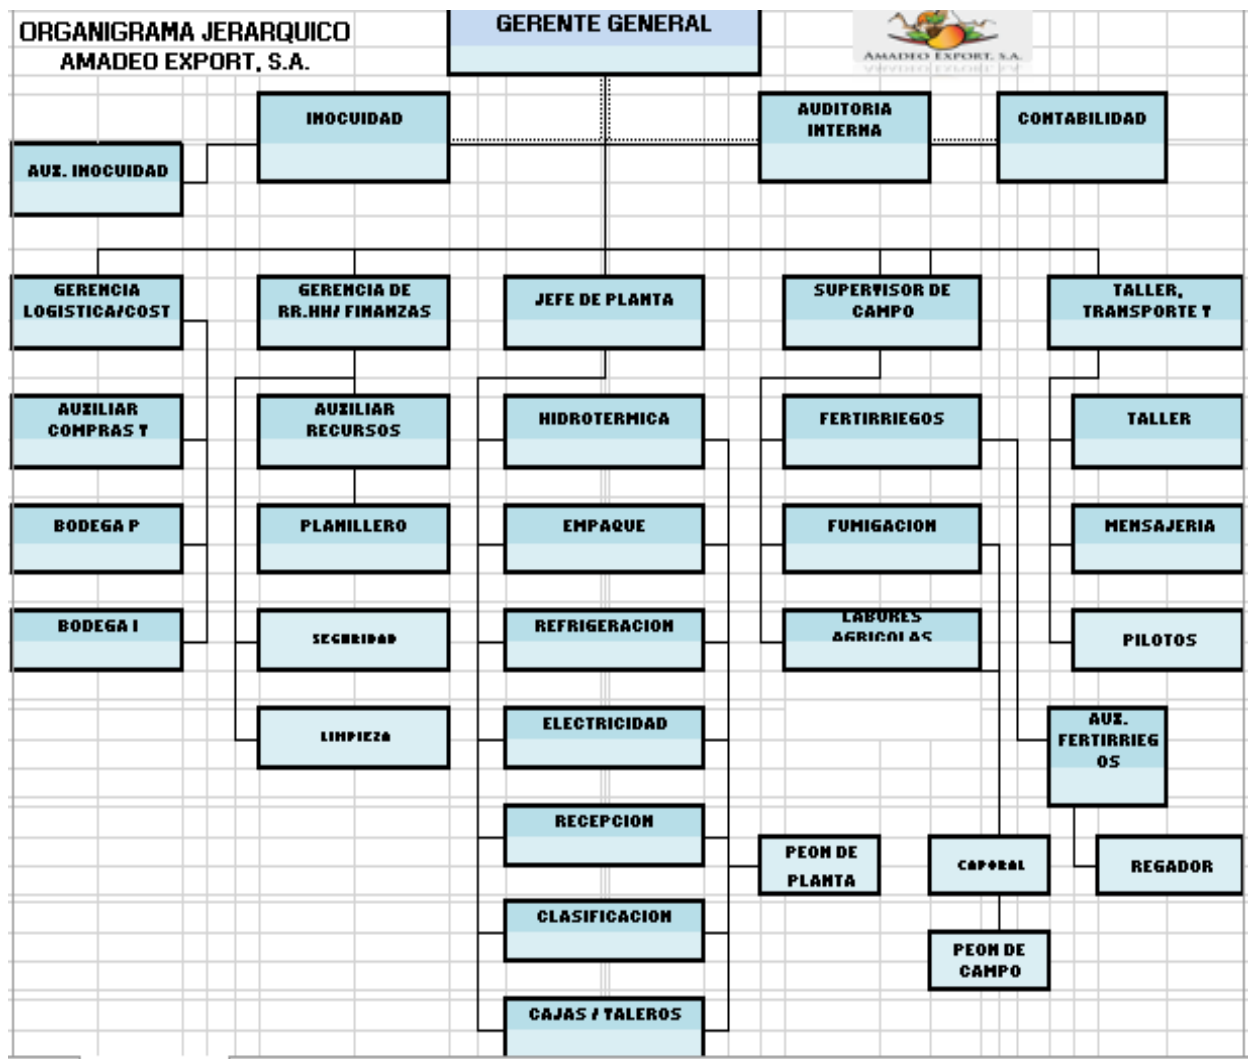 ORGANIGRAMA JERARQUICO
AMADEO EXPORT, S.A.
GERENTE GENERAL
AMADEO EXPORT, S.A.
INOCUIDAD
AUDITORIA
INTERNA
CONTABILIDAD
AUX. INOCUIDAD
GERENCIA
LOGISTICA/COST
GERENCIA DE
RR.HH/ FINANZAS
JEFE DE PLANTA
SUPERVISOR DE
CAMPO
TALLER,
TRANSPORTE Y
AUXILIAR
COMPRAS Y
AUXILIAR
RECURSOS
HIDROTERMICA
FERTIRRIEGOS
TALLER
BODEGA P
PLANILLERO
EMPAQUE
FUMIGACION
MENSAJERIA
BODEGA I
SEGURIDAD
REFRIGERACION
LABORES
AGRICOLAS
PILOTOS
LIMPIEZA
ELECTRICIDAD
AUX.
FERTIRRIEG
OS
RECEPCION
PEON DE
PLANTA
CAPORAL
REGADOR
CLASIFICACION
PEON DE
CAMPO
CAJAS / TALEROS